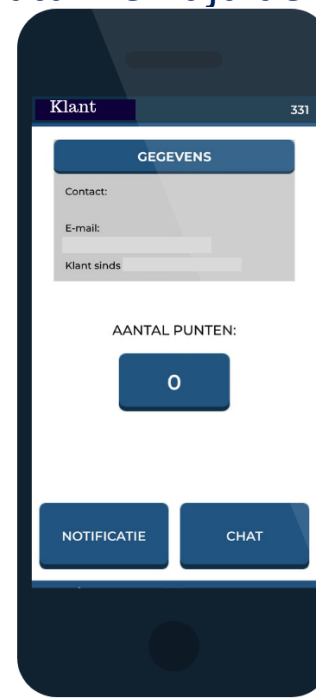 Klant 331
GEGEVENS
Contact:
E-mail:
Klant sinds
AANTAL PUNTEN:
0
NOTIFICATIE CHAT